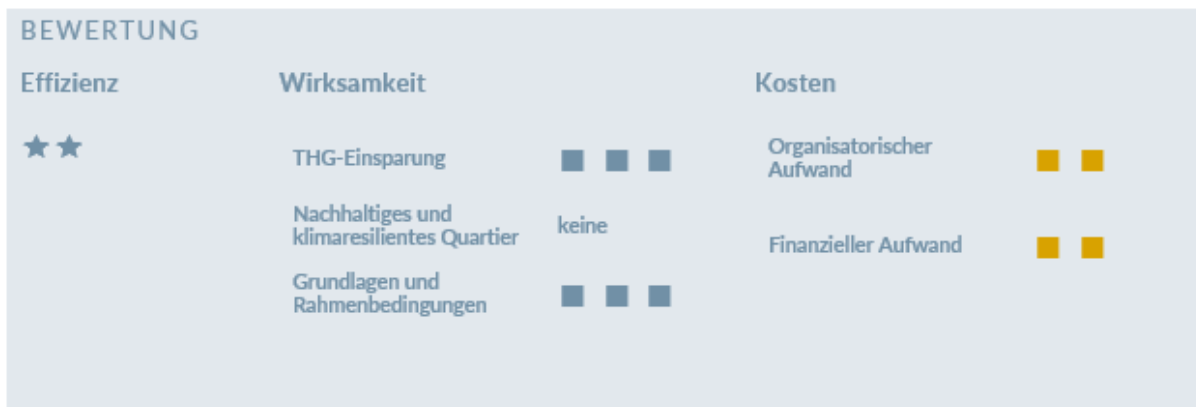 BEWERTUNG
Effizienz
Wirksamkeit
THG-Einsparung
Nachhaltiges und
klimaresilientes Quartier
keine
Grundlagen und
Rahmenbedingungen
Kosten
Organisatorischer
Aufwand
Finanzieller Aufwand